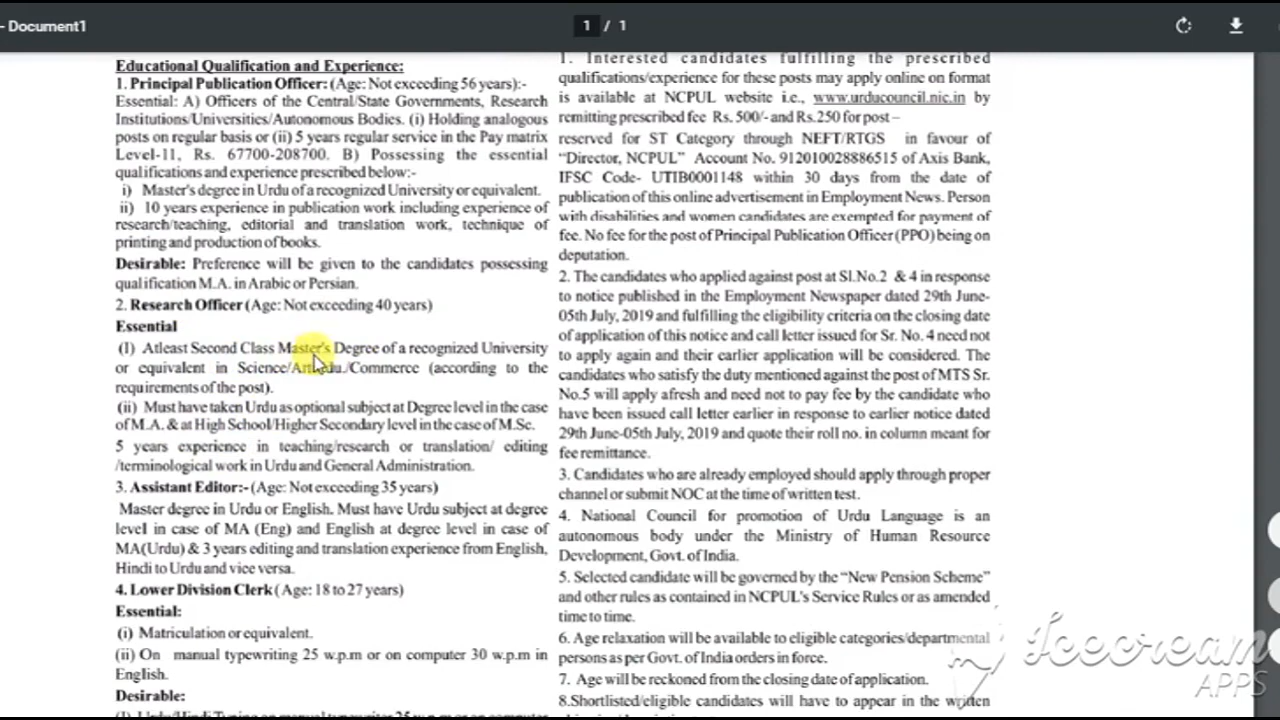 - Document1
1 / 1
Educational Qualification and Experience:
1. Principal Publication Officer: (Age: Not exceeding 56 years):-
Essential: A) Officers of the Central/State Governments, Research
Institutions/Universities/Autonomous Bodies. (i) Holding analogous
posts on regular basis or (ii) 5 years regular service in the Pay matrix
Level-11, Rs. 67700-208700. B) Possessing the essential
qualifications and experience prescribed below:-
i) Master's degree in Urdu of a recognized University or equivalent.
ii) 10 years experience in publication work including experience of
research/teaching, editorial and translation work, technique of
printing and production of books.
Desirable: Preference will be given to the candidates possessing
qualification M.A. in Arabic or Persian.
2. Research Officer (Age: Not exceeding 40 years)
Essential
(I) Atleast Second Class Master's Degree of a recognized University
or equivalent in Science/ /Commerce (according to the
requirements of the post).
(ii) Must have taken Urdu as optional subject at Degree level in the case
of M.A. & at High School/Higher Secondary level in the case of M.Sc.
5 years experience in teaching/research or translation/ editing
/terminological work in Urdu and General Administration.
3. Assistant Editor:- (Age: Not exceeding 35 years)
Master degree in Urdu or English. Must have Urdu subject at degree
level in case of MA (Eng) and English at degree level in case of
MA(Urdu) & 3 years editing and translation experience from English,
Hindi to Urdu and vice versa.
4. Lower Division Clerk ( Age: 18 to 27 years)
Essential:
(i) Matriculation or equivalent.
(ii) On manual typewriting 25 w.p.m or on computer 30 w.p.m in
English.
Desirable:
(I) Urdu/Hindi Typing on manual typewriter 25 w.p.m or on computer
1. Interested candidates fulfilling the prescribed
qualifications/experience for these posts may apply online on format
is available at NCPUL website i.e., www.urducouncil.nic.in by
remitting prescribed fee Rs. 500/- and Rs.250 for post –
reserved for ST Category through NEFT/RTGS in favour of
“Director, NCPUL” Account No. 912010028886515 of Axis Bank,
IFSC Code- UTIB0001148 within 30 days from the date of
publication of this online advertisement in Employment News. Person
with disabilities and women candidates are exempted for payment of
fee. No fee for the post of Principal Publication Officer (PPO) being on
deputation.
2. The candidates who applied against post at Sl.No.2 & 4 in response
to notice published in the Employment Newspaper dated 29th June-
05th July, 2019 and fulfilling the eligibility criteria on the closing date
of application of this notice and call letter issued for Sr. No. 4 need not
to apply again and their earlier application will be considered. The
candidates who satisfy the duty mentioned against the post of MTS Sr.
No.5 will apply afresh and need not to pay fee by the candidate who
have been issued call letter earlier in response to earlier notice dated
29th June-05th July, 2019 and quote their roll no. in column meant for
fee remittance.
3. Candidates who are already employed should apply through proper
channel or submit NOC at the time of written test.
4. National Council for promotion of Urdu Language is an
autonomous body under the Ministry of Human Resource
Development, Govt. of India.
5. Selected candidate will be governed by the “New Pension Scheme”
and other rules as contained in NCPUL's Service Rules or as amended
time to time.
6. Age relaxation will be available to eligible categories/departmental
persons as per Govt. of India orders in force.
7. Age will be reckoned from the closing date of application.
8.Shortlisted/eligible candidates will have to appear in the written
Icecream
APPS